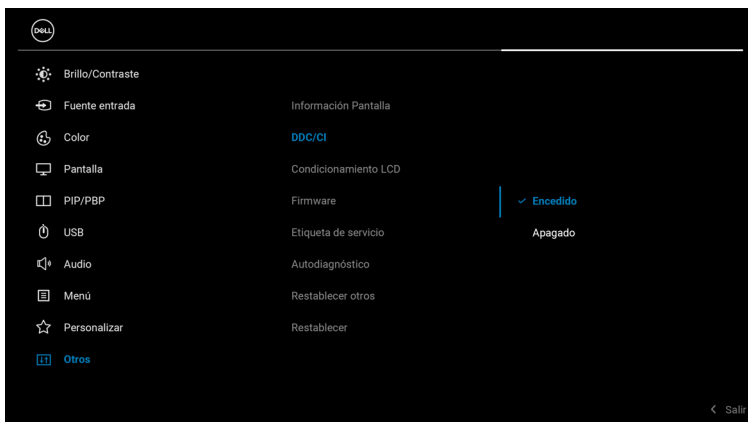 DELL
Brillo/Contraste
Fuente entrada
Color
Pantalla
PIP/PBP
USB
Audio
Menú
Personalizar
Otros
Información Pantalla
DDC/CI
Condicionamiento LCD
Firmware
Etiqueta de servicio
Autodiagnóstico
Restablecer otros
Restablecer
Encedido
Apagado
Salir